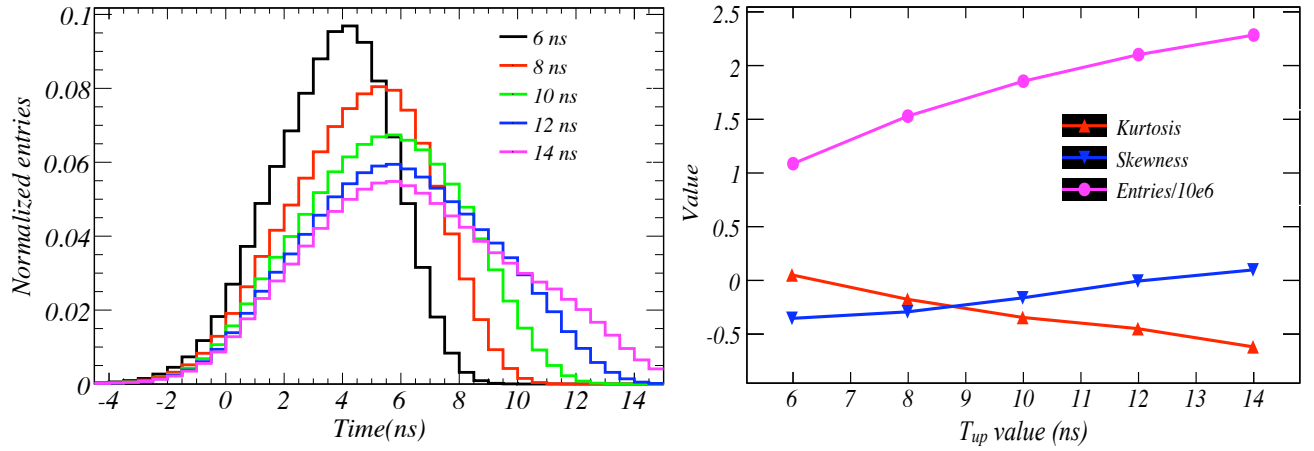 0.1
0.08
0.06
0.04
0.02
0
Normalized entries
6 ns
8 ns
10 ns
12 ns
14 ns
-4 -2 0 2 4 6 8 10 12 14
Time(ns)
2.5
2
1.5
1
0.5
0
-0.5
Value
Kurtosis
Skewness
Entries/10e6
6 7 8 9 10 11 12 13 14
Tup value (ns)